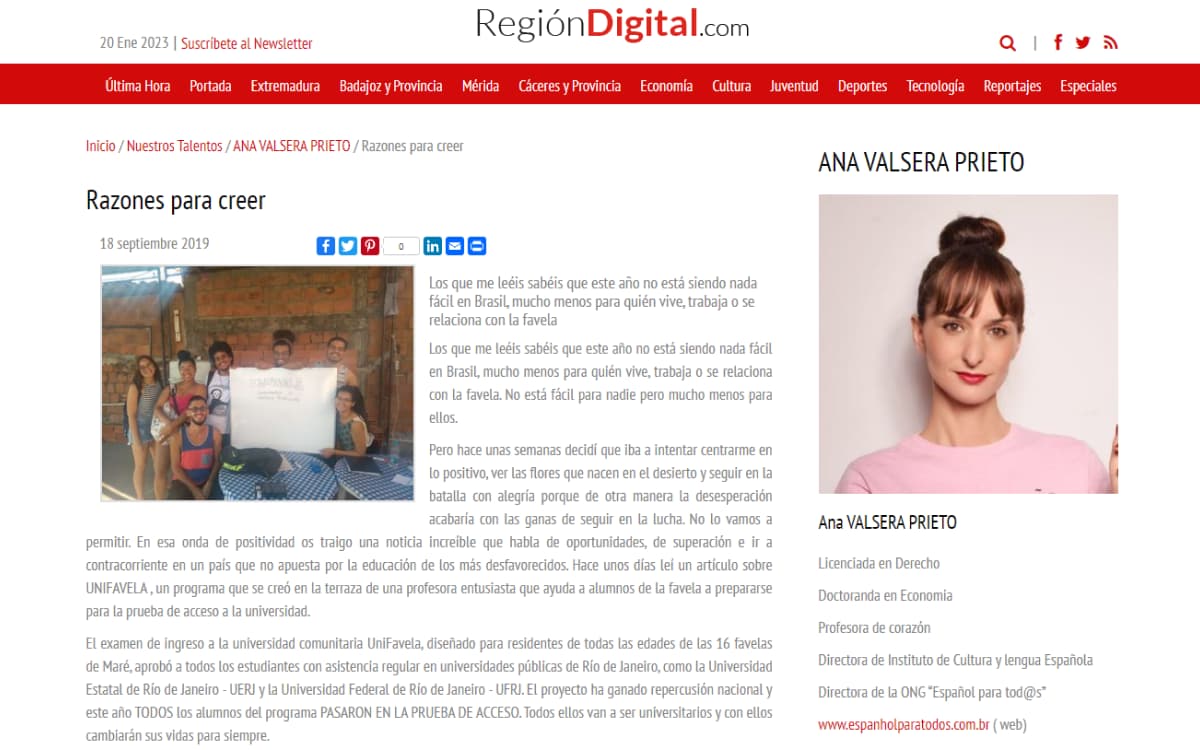 RegiónDigital.com
20 Ene 2023 | Suscríbete al Newsletter
Última Hora Portada Extremadura Badajoz y Provincia Mérida Cáceres y Provincia Economía Cultura Juventud Deportes Tecnología Reportajes Especiales
Inicio / Nuestros Talentos / ANA VALSERA PRIETO / Razones para creer
Razones para creer
18 septiembre 2019
0
Los que me leéis sabéis que este año no está siendo nada
fácil en Brasil, mucho menos para quién vive, trabaja o se
relaciona con la favela
Los que me leéis sabéis que este año no está siendo nada fácil
en Brasil, mucho menos para quién vive, trabaja o se relaciona
con la favela. No está fácil para nadie pero mucho menos para
ellos.
Pero hace unas semanas decidí que iba a intentar centrarme en
lo positivo, ver las flores que nacen en el desierto y seguir en la
batalla con alegría porque de otra manera la desesperación
acabaría con las ganas de seguir en la lucha. No lo vamos a
permitir. En esa onda de positividad os traigo una noticia increíble que habla de oportunidades, de superación e ir a
contracorriente en un país que no apuesta por la educación de los más desfavorecidos. Hace unos días leí un artículo sobre
UNIFAVELA , un programa que se creó en la terraza de una profesora entusiasta que ayuda a alumnos de la favela a prepararse
para la prueba de acceso a la universidad.
El examen de ingreso a la universidad comunitaria UniFavela, diseñado para residentes de todas las edades de las 16 favelas
de Maré, aprobó a todos los estudiantes con asistencia regular en universidades públicas de Río de Janeiro, como la Universidad
Estatal de Río de Janeiro - UERJ y la Universidad Federal de Río de Janeiro - UFRJ. El proyecto ha ganado repercusión nacional y
este año TODOS los alumnos del programa PASARON EN LA PRUEBA DE ACCESO. Todos ellos van a ser universitarios y con ellos
cambiarán sus vidas para siempre.
ANA VALSERA PRIETO
Ana VALSERA PRIETO
Licenciada en Derecho
Doctoranda en Economia
Profesora de corazón
Directora de Instituto de Cultura y lengua Española
Directora de la ONG “Español para tod@s”
www.espanholparatodos.com.br ( web)